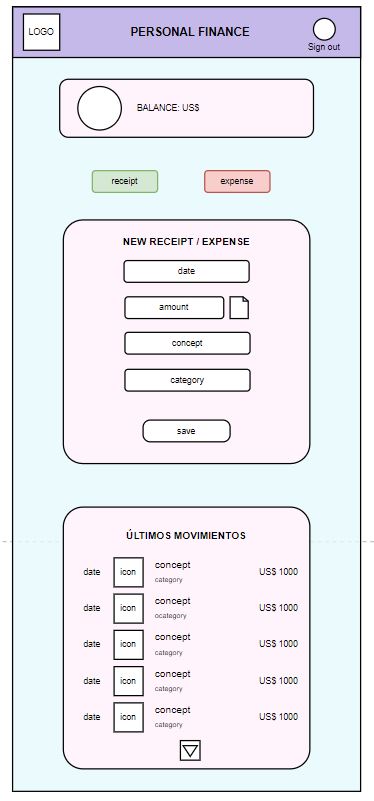 LOGO
PERSONAL FINANCE
Sign out
BALANCE: US$
receipt
expense
NEW RECEIPT / EXPENSE
date
amount
concept
category
save
ÚLTIMOS MOVIMIENTOS
date icon concept US$ 1000
category
date icon concept US$ 1000
ocategory
date icon concept US$ 1000
category
date icon concept US$ 1000
category
date icon concept US$ 1000
category